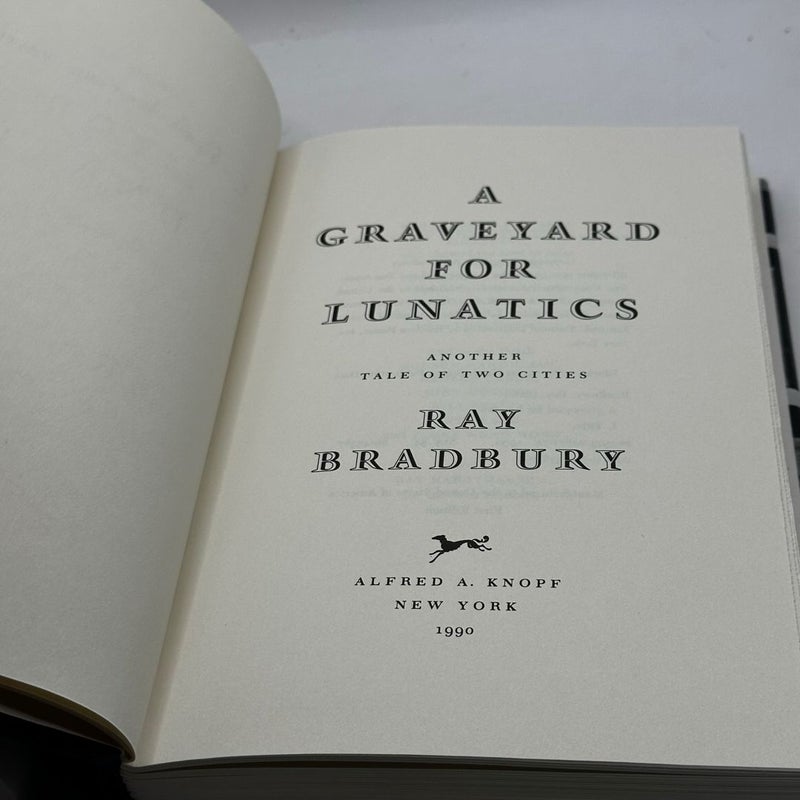 A
GRAVEYARD
FOR
LUNATICS
ANOTHER
TALE OF TWO CITIES
RAY
BRADBURY
ALFRED A. KNOPF
NEW YORK
1990